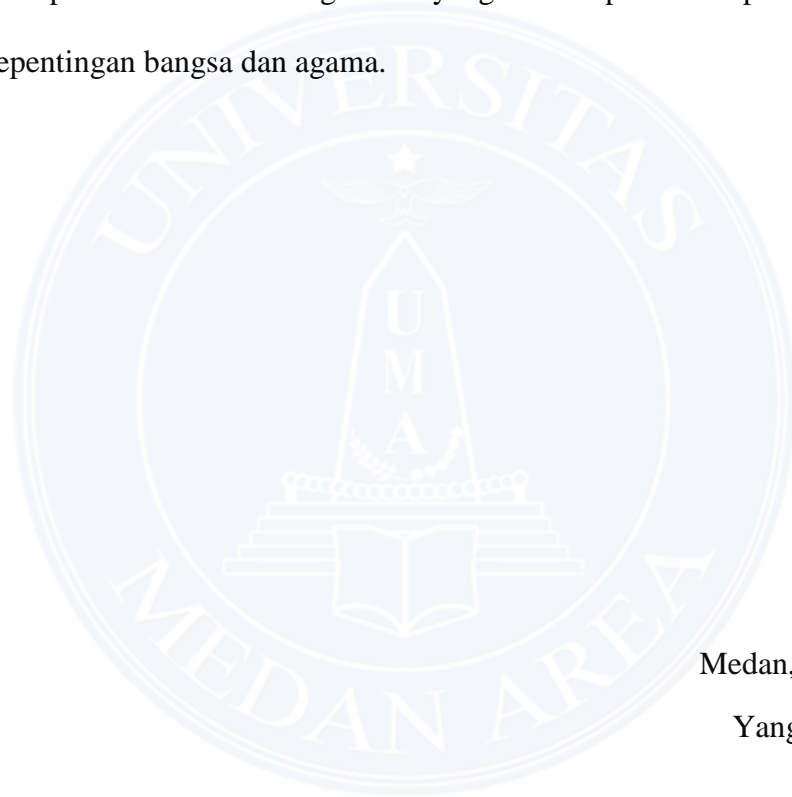 epentingan bangsa dan agama.
UNIVERSITAS
U
M
A
MEDAN AREA
Medan,
Yang